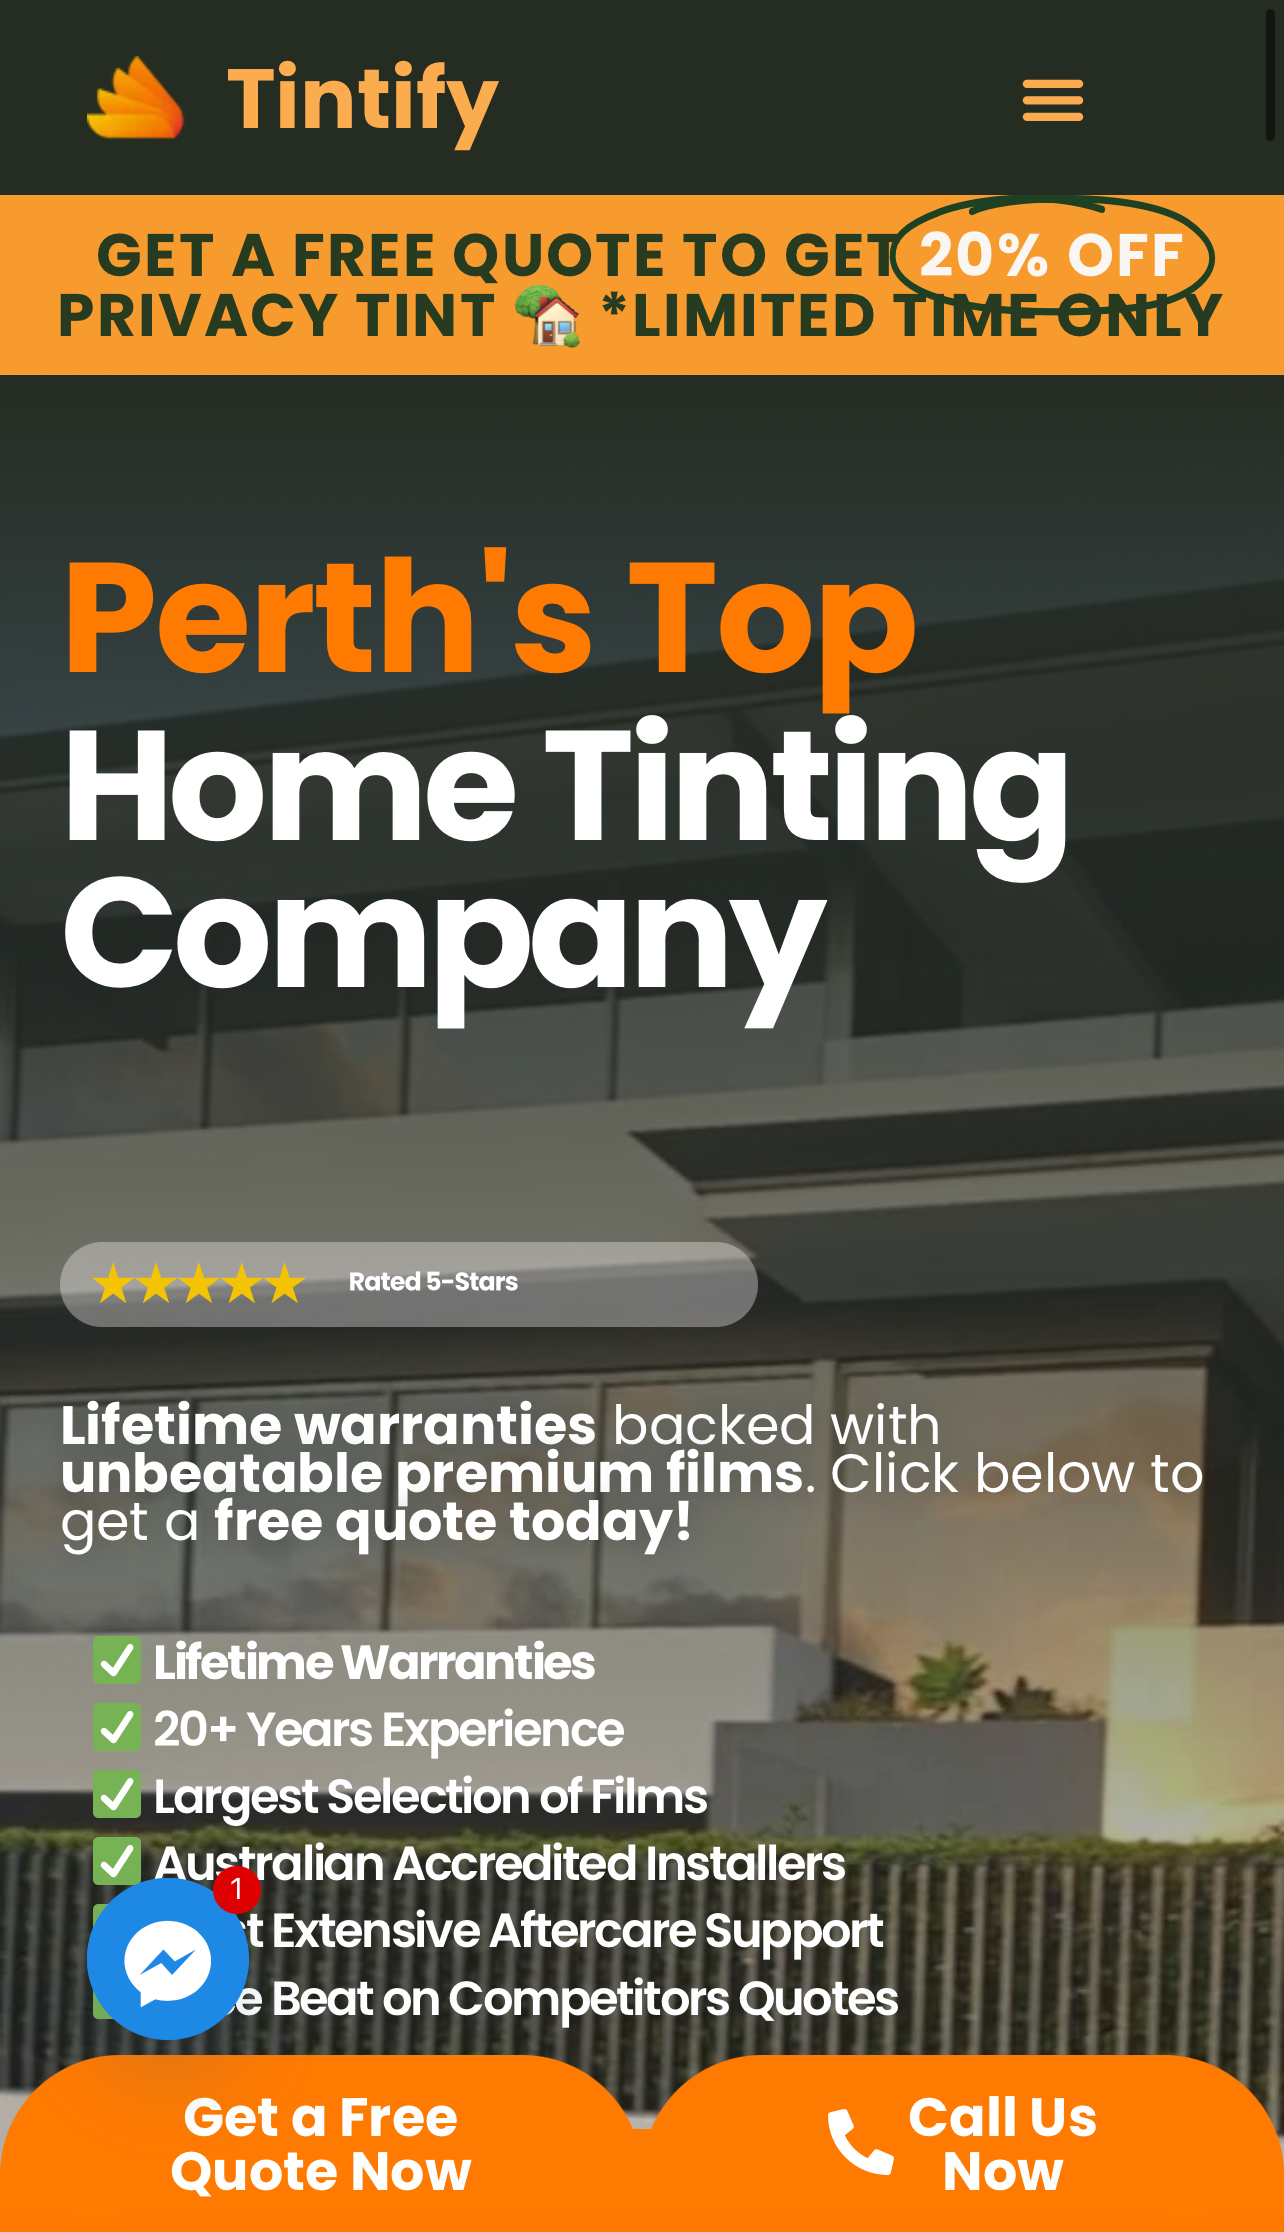 Tintify
GET A FREE QUOTE TO GET 20% OFF
PRIVACY TINT 🏡 *LIMITED TIME ONLY
Perth's Top
Home Tinting
Company
Rated 5-Stars
Lifetime warranties backed with
unbeatable premium films. Click below to
get a free quote today!
Lifetime Warranties
20+ Years Experience
Largest Selection of Films
Australian Accredited Installers
Extensive Aftercare Support
Beat on Competitors Quotes
1
Get a Free
Quote Now
Call Us
Now